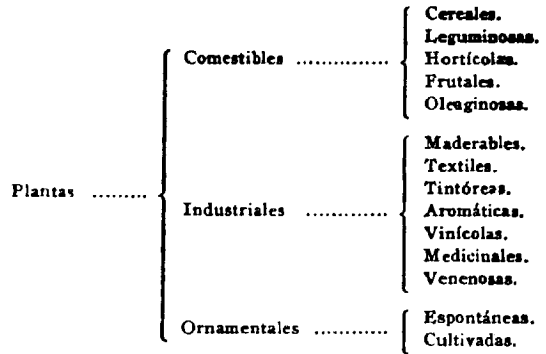 Plantas ........
Comestibles ..............
Cereales.
Leguminosas.
Hortícolas.
Frutales.
Oleaginosas.
Industriales ............
Maderables.
Textiles.
Tintóreas.
Aromáticas.
Vinícolas.
Medicinales.
Venenosas.
Ornamentales ............
Espontáneas.
Cultivadas.